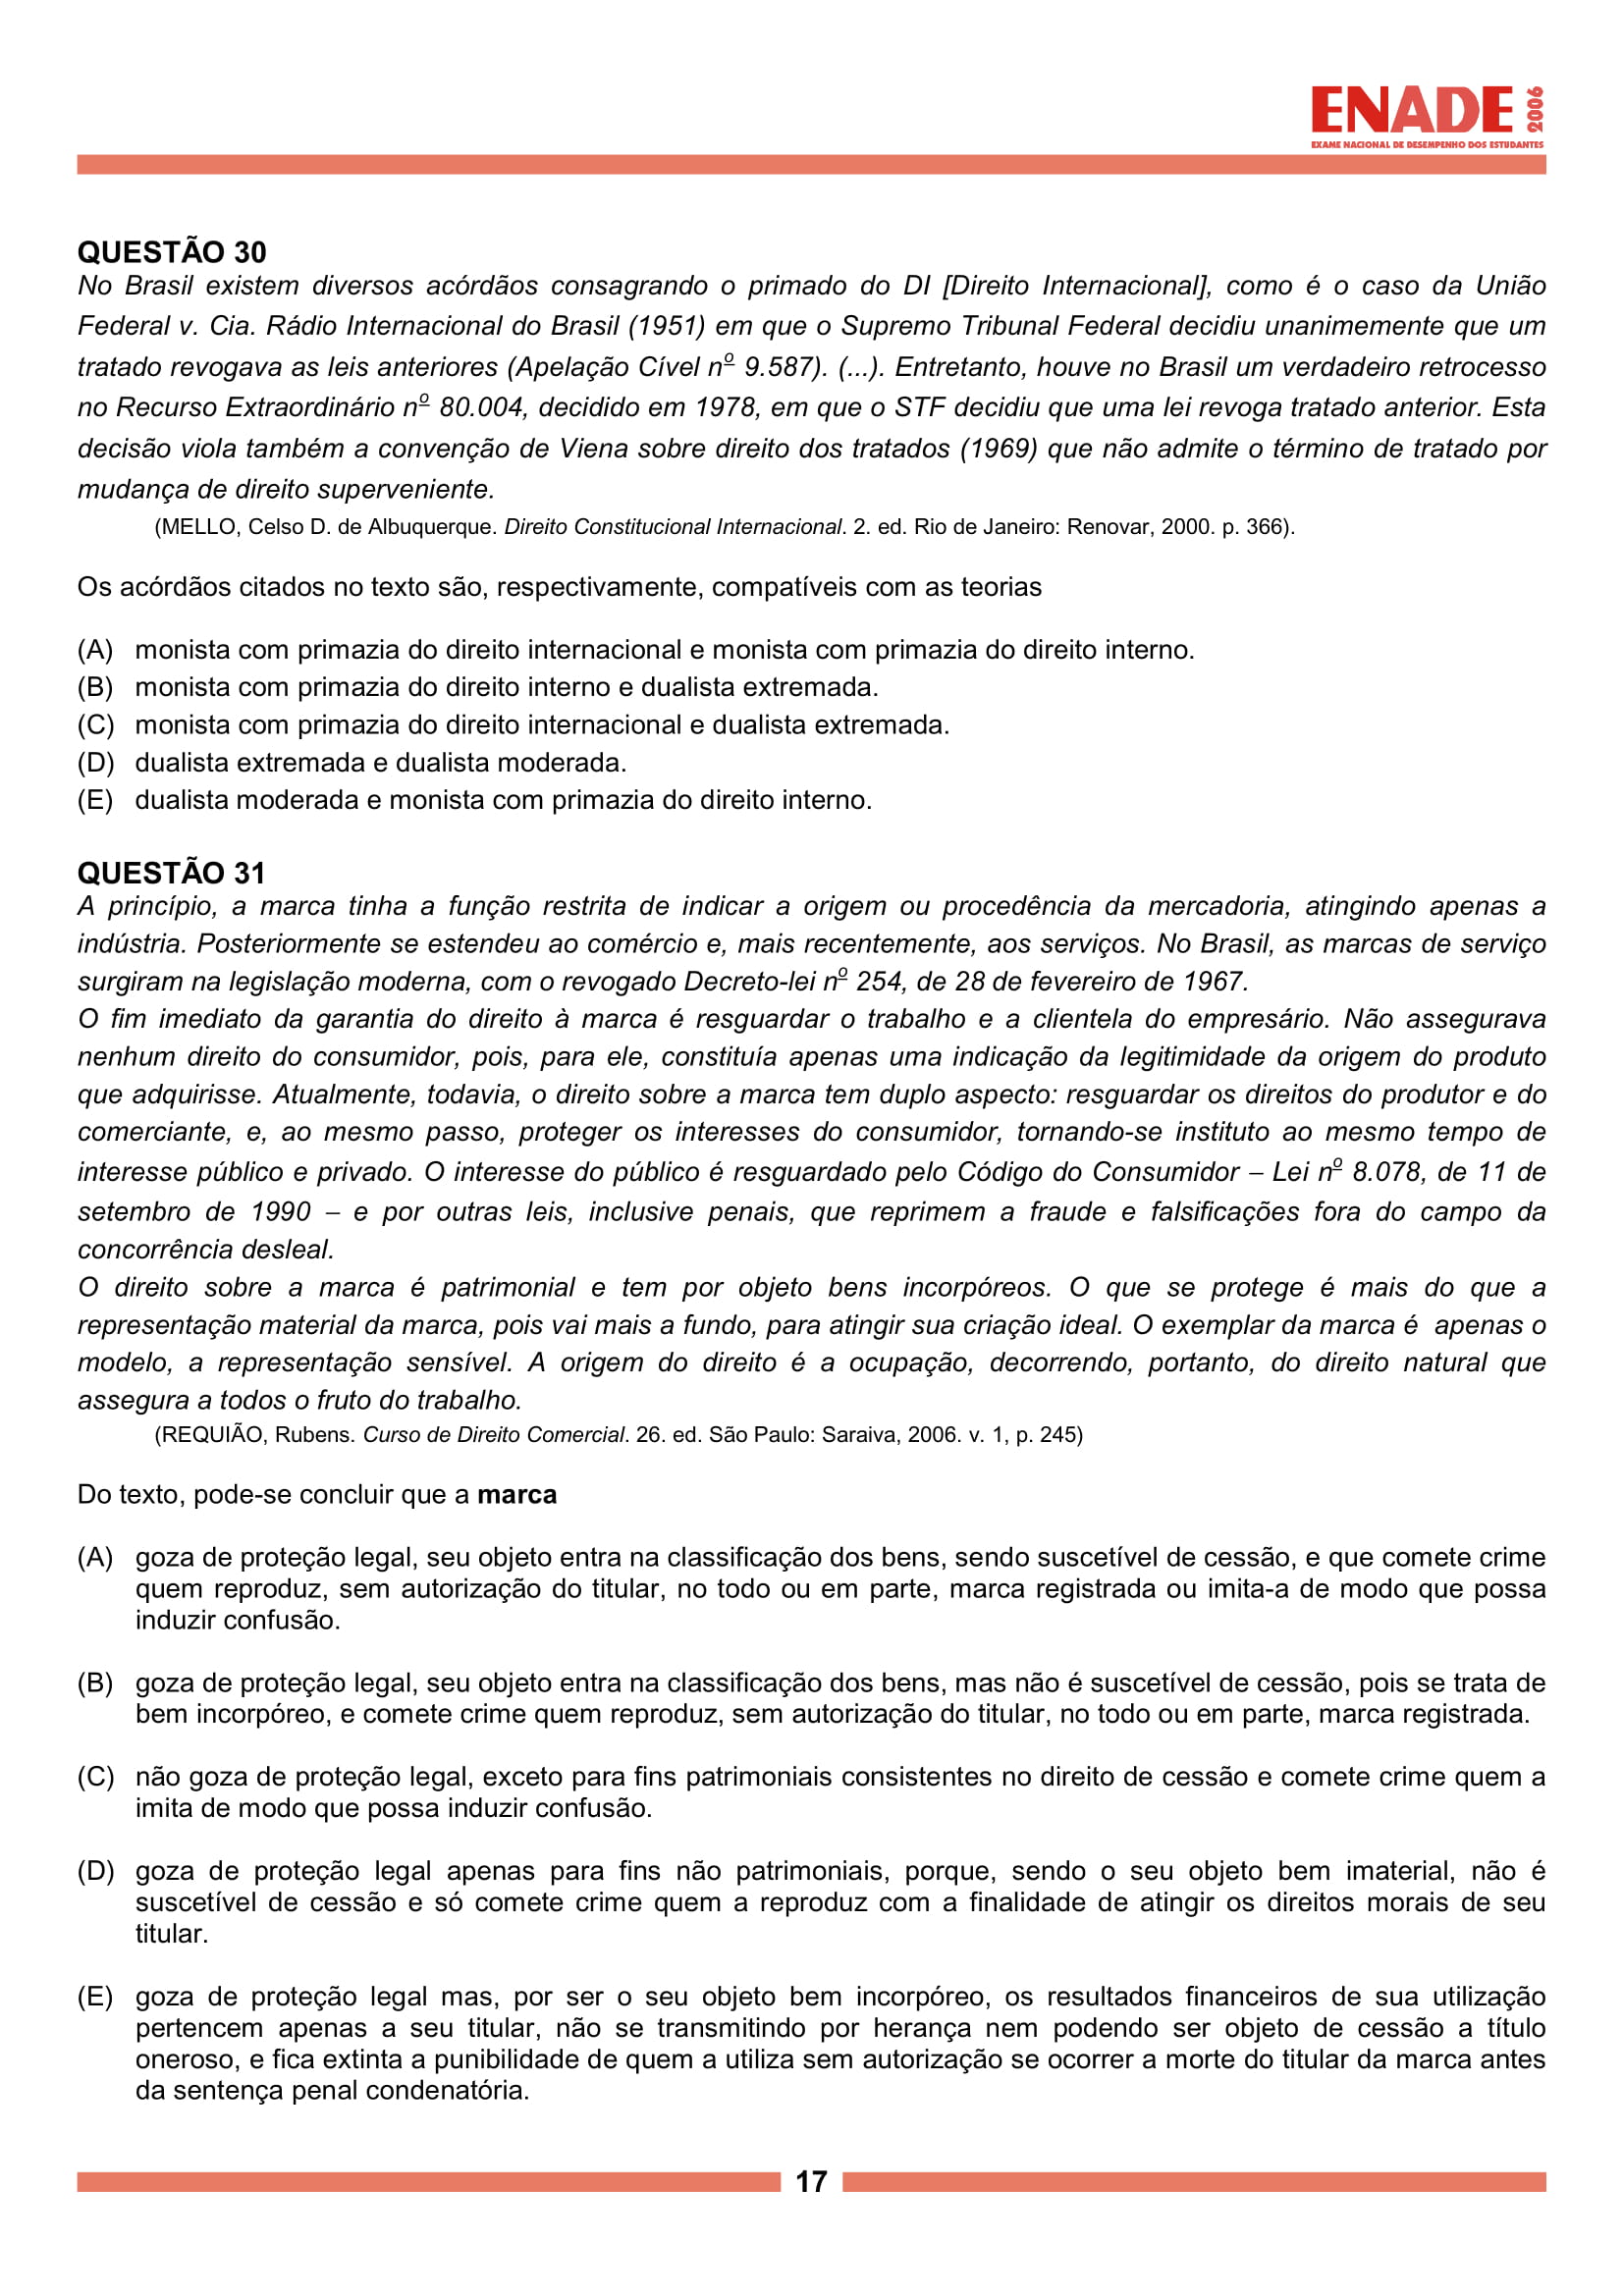 ENADE 2006
EXAME NACIONAL DE DESEMPENHO DOS ESTUDANTES
QUESTÃO 30
No Brasil existem diversos acórdãos consagrando o primado do DI [Direito Internacional], como é o caso da União
Federal v. Cia. Rádio Internacional do Brasil (1951) em que o Supremo Tribunal Federal decidiu unanimemente que um
tratado revogava as leis anteriores (Apelação Cível nº 9.587). (...). Entretanto, houve no Brasil um verdadeiro retrocesso
no Recurso Extraordinário nº 80.004, decidido em 1978, em que o STF decidiu que uma lei revoga tratado anterior. Esta
decisão viola também a convenção de Viena sobre direito dos tratados (1969) que não admite o término de tratado por
mudança de direito superveniente.
(MELLO, Celso D. de Albuquerque. Direito Constitucional Internacional. 2. ed. Rio de Janeiro: Renovar, 2000. p. 366).
Os acórdãos citados no texto são, respectivamente, compatíveis com as teorias
(A) monista com primazia do direito internacional e monista com primazia do direito interno.
(B) monista com primazia do direito interno e dualista extremada.
(C) monista com primazia do direito internacional e dualista extremada.
(D) dualista extremada e dualista moderada.
(E) dualista moderada e monista com primazia do direito interno.
QUESTÃO 31
A princípio, a marca tinha a função restrita de indicar a origem ou procedência da mercadoria, atingindo apenas a
indústria. Posteriormente se estendeu ao comércio e, mais recentemente, aos serviços. No Brasil, as marcas de serviço
surgiram na legislação moderna, com o revogado Decreto-lei nº 254, de 28 de fevereiro de 1967.
O fim imediato da garantia do direito à marca é resguardar o trabalho e a clientela do empresário. Não assegurava
nenhum direito do consumidor, pois, para ele, constituía apenas uma indicação da legitimidade da origem do produto
que adquirisse. Atualmente, todavia, o direito sobre a marca tem duplo aspecto: resguardar os direitos do produtor e do
comerciante, e, ao mesmo passo, proteger os interesses do consumidor, tornando-se instituto ao mesmo tempo de
interesse público e privado. O interesse do público é resguardado pelo Código do Consumidor – Lei nº 8.078, de 11 de
setembro de 1990 – e por outras leis, inclusive penais, que reprimem a fraude e falsificações fora do campo da
concorrência desleal.
O direito sobre a marca é patrimonial e tem por objeto bens incorpóreos. O que se protege é mais do que a
representação material da marca, pois vai mais a fundo, para atingir sua criação ideal. O exemplar da marca é apenas o
modelo, a representação sensível. A origem do direito é a ocupação, decorrendo, portanto, do direito natural que
assegura a todos o fruto do trabalho.
(REQUIÃO, Rubens. Curso de Direito Comercial. 26. ed. São Paulo: Saraiva, 2006. v. 1, p. 245)
Do texto, pode-se concluir que a marca
(A) goza de proteção legal, seu objeto entra na classificação dos bens, sendo suscetível de cessão, e que comete crime
quem reproduz, sem autorização do titular, no todo ou em parte, marca registrada ou imita-a de modo que possa
induzir confusão.
(B) goza de proteção legal, seu objeto entra na classificação dos bens, mas não é suscetível de cessão, pois se trata de
bem incorpóreo, e comete crime quem reproduz, sem autorização do titular, no todo ou em parte, marca registrada.
(C) não goza de proteção legal, exceto para fins patrimoniais consistentes no direito de cessão e comete crime quem a
imita de modo que possa induzir confusão.
(D) goza de proteção legal apenas para fins não patrimoniais, porque, sendo o seu objeto bem imaterial, não é
suscetível de cessão e só comete crime quem a reproduz com a finalidade de atingir os direitos morais de seu
titular.
(E) goza de proteção legal mas, por ser o seu objeto bem incorpóreo, os resultados financeiros de sua utilização
pertencem apenas a seu titular, não se transmitindo por herança nem podendo ser objeto de cessão a título
oneroso, e fica extinta a punibilidade de quem a utiliza sem autorização se ocorrer a morte do titular da marca antes
da sentença penal condenatória.
17